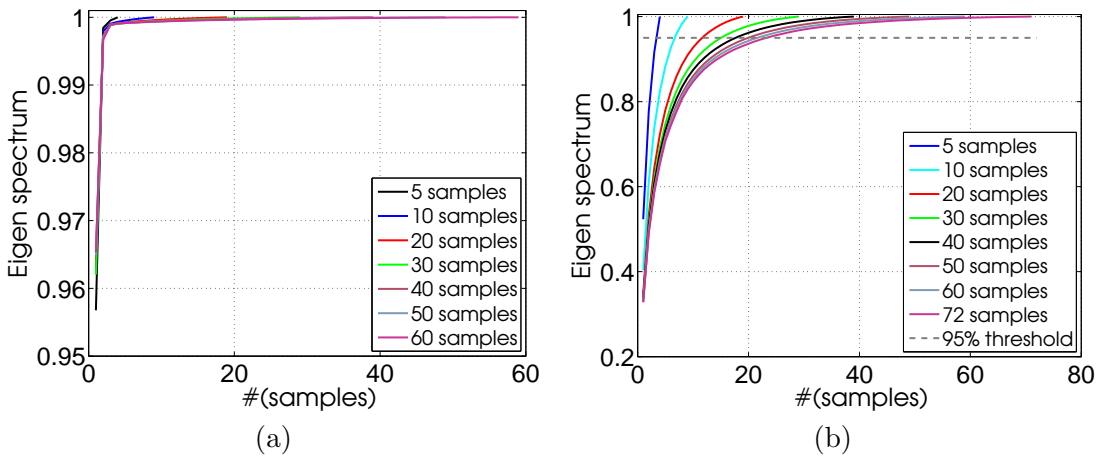 1
0.99
0.98
0.97
0.96
0.95
Eigen spectrum
0
20
40
60
#(samples)
5 samples
10 samples
20 samples
30 samples
40 samples
50 samples
60 samples
(a)
1
0.8
0.6
0.4
0.2
Eigen spectrum
0
20
40
60
80
#(samples)
5 samples
10 samples
20 samples
30 samples
40 samples
50 samples
60 samples
72 samples
95% threshold
(b)